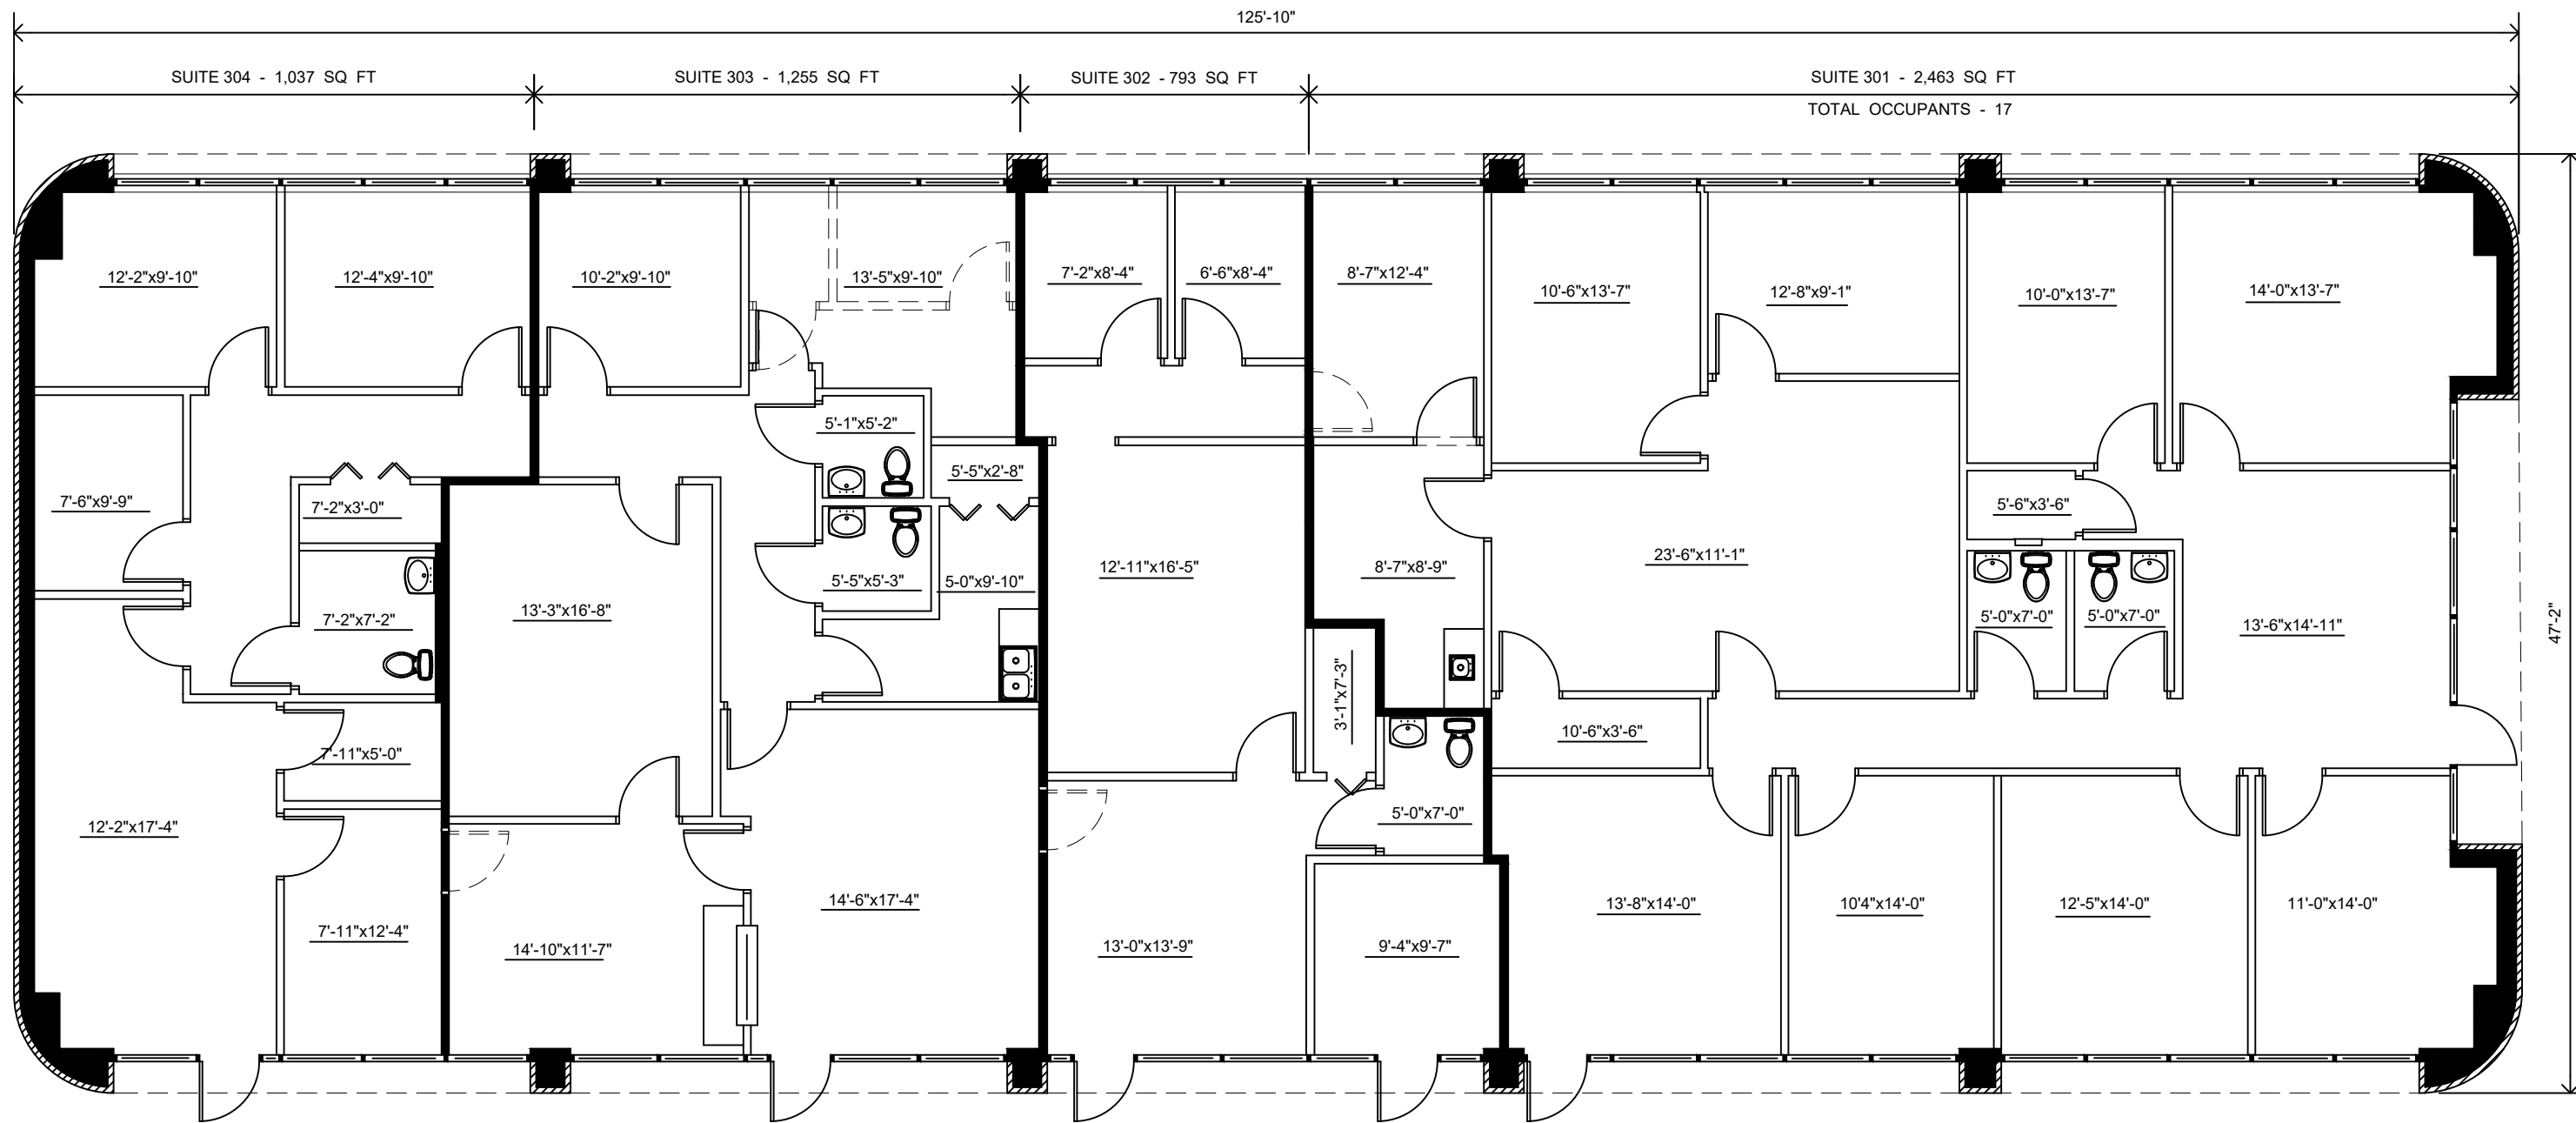 125'-10"
SUITE 304 - 1,037 SQ FT
SUITE 303 - 1,255 SQ FT
SUITE 302 - 793 SQ FT
SUITE 301 - 2,463 SQ FT
TOTAL OCCUPANTS - 17
12'-2"x9'-10"
12'-4"x9'-10"
10'-2"x9'-10"
13'-5"x9'-10"
7'-2"x8'-4"
6'-6"x8'-4"
8'-7"x12'-4"
10'-6"x13'-7"
12'-8"x9'-1"
10'-0"x13'-7"
14'-0"x13'-7"
5'-1"x5'-2"
5'-5"x2'-8"
7'-6"x9'-9"
7'-2"x3'-0"
5'-6"x3'-6"
23'-6"x11'-1"
12'-11"x16'-5"
8'-7"x8'-9"
5'-5"x5'-3"
5-0"x9'-10"
13'-3"x16'-8"
7'-2"x7'-2"
5'-0"x7'-0"
5'-0"x7'-0"
13'-6"x14'-11"
47'-2"
3'-1"x7'-3"
10'-6"x3'-6"
7'-11"x5'-0"
5'-0"x7'-0"
12'-2"x17'-4"
14'-6"x17'-4"
13'-8"x14'-0"
10'4"x14'-0"
12'-5"x14'-0"
11'-0"x14'-0"
7'-11"x12'-4"
14'-10"x11'-7"
13'-0"x13'-9"
9'-4"x9'-7"